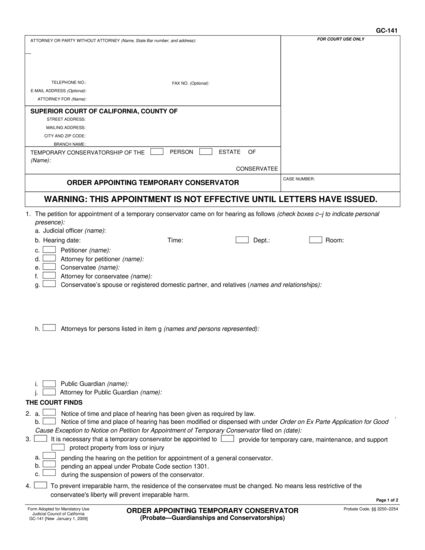 GC-141
ATTORNEY OR PARTY WITHOUT ATTORNEY (Name, State Bar number, and address):
FOR COURT USE ONLY
TELEPHONE NO.: FAX NO. (Optional):
E-MAIL ADDRESS (Optional):
ATTORNEY FOR (Name):
SUPERIOR COURT OF CALIFORNIA, COUNTY OF
STREET ADDRESS:
MAILING ADDRESS:
CITY AND ZIP CODE:
BRANCH NAME:
TEMPORARY CONSERVATORSHIP OF THE PERSON ESTATE OF
(Name):
CONSERVATEE
ORDER APPOINTING TEMPORARY CONSERVATOR
CASE NUMBER:
WARNING: THIS APPOINTMENT IS NOT EFFECTIVE UNTIL LETTERS HAVE ISSUED.
1. The petition for appointment of a temporary conservator came on for hearing as follows (check boxes c–j to indicate personal
presence):
a. Judicial officer (name):
b. Hearing date: Time: Dept.: Room:
c. Petitioner (name):
d. Attorney for petitioner (name):
e. Conservatee (name):
f. Attorney for conservatee (name):
g. Conservatee's spouse or registered domestic partner, and relatives (names and relationships):
h. Attorneys for persons listed in item g (names and persons represented):
i. Public Guardian (name):
j. Attorney for Public Guardian (name):
THE COURT FINDS
2. a. Notice of time and place of hearing has been given as required by law.
b. Notice of time and place of hearing has been modified or dispensed with under Order on Ex Parte Application for Good
Cause Exception to Notice on Petition for Appointment of Temporary Conservator filed on (date):
3. It is necessary that a temporary conservator be appointed to provide for temporary care, maintenance, and support
protect property from loss or injury
a. pending the hearing on the petition for appointment of a general conservator.
b. pending an appeal under Probate Code section 1301.
c. during the suspension of powers of the conservator.
4. To prevent irreparable harm, the residence of the conservatee must be changed. No means less restrictive of the
conservatee's liberty will prevent irreparable harm.
Page 1 of 2
Form Adopted for Mandatory Use
Judicial Council of California
GC-141 [New January 1, 2009]
ORDER APPOINTING TEMPORARY CONSERVATOR
(Probate—Guardianships and Conservatorships)
Probate Code, §§ 2250–2254